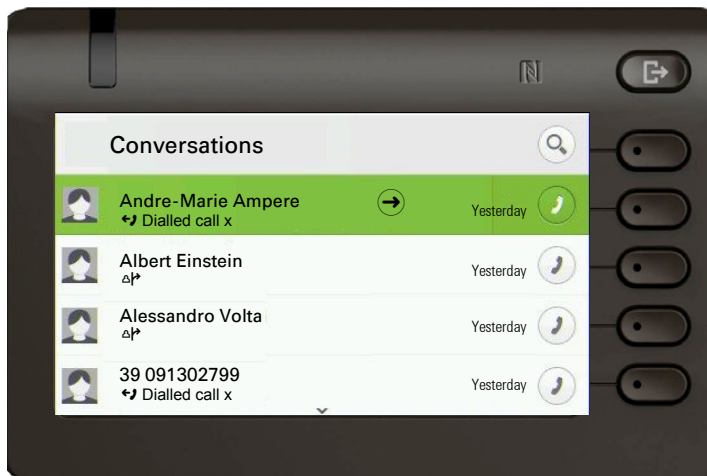 Conversations
Andre-Marie Ampere
Dialled call x
Yesterday
Albert Einstein
Yesterday
Alessandro Volta
Yesterday
39 091302799
Dialled call x
Yesterday